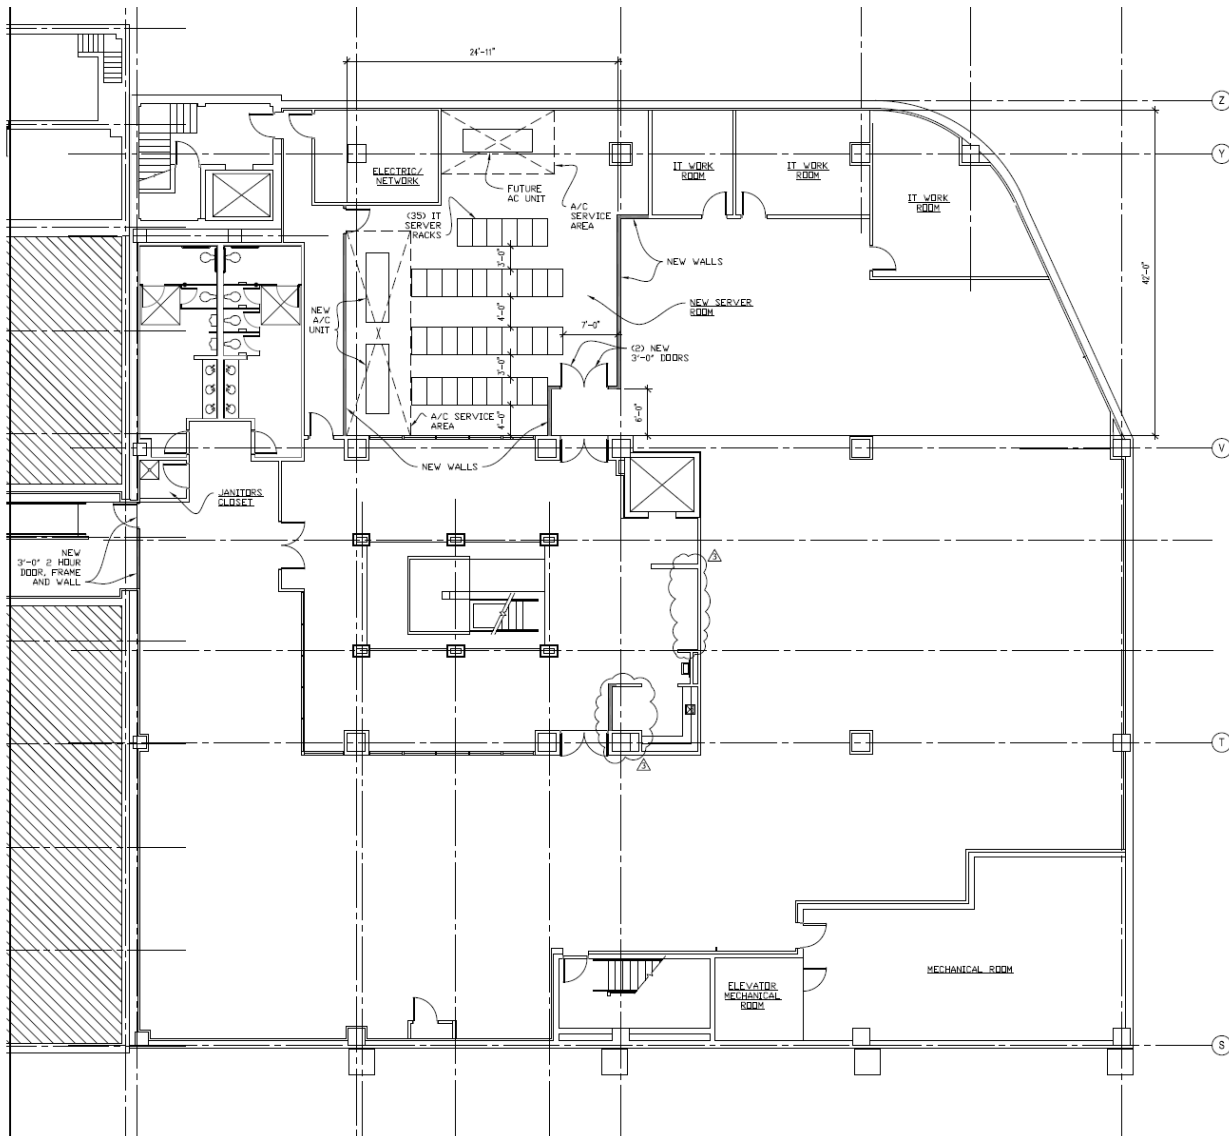 24'-11"
Z
Y
ELECTRIC/
NETWORK
FUTURE
AC UNIT
A/C
SERVICE
AREA
IT WORK
ROOM
IT WORK
ROOM
IT WORK
ROOM
(35) IT
SERVER
RACKS
NEW WALLS
3'-0"
42'-0"
NEW
A/C
UNIT
4'-0"
NEW SERVER
ROOM
7'-0"
(2) NEW
3'-0" DOORS
3'-0"
6'-0"
4'-0"
A/C SERVICE
AREA
V
NEW WALLS
JANITORS
CLOSET
NEW
3'-0" 2 HOUR
DOOR, FRAME
AND WALL
3
T
3
MECHANICAL ROOM
ELEVATOR
MECHANICAL
ROOM
S